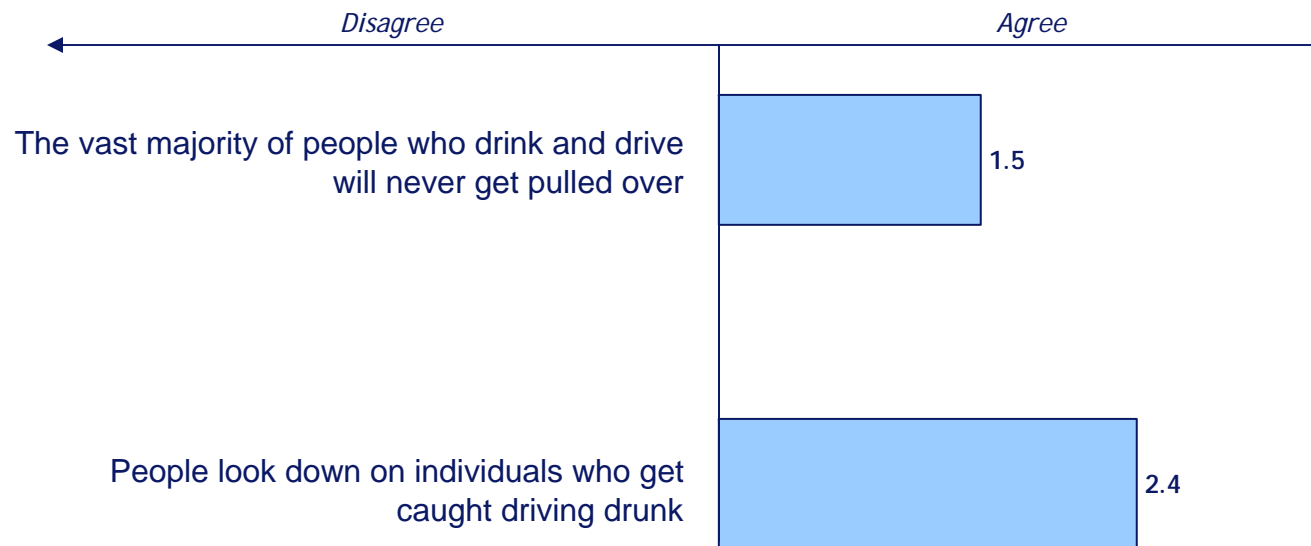 Disagree Agree
The vast majority of people who drink and drive
will never get pulled over
1.5
People look down on individuals who get
caught driving drunk
2.4